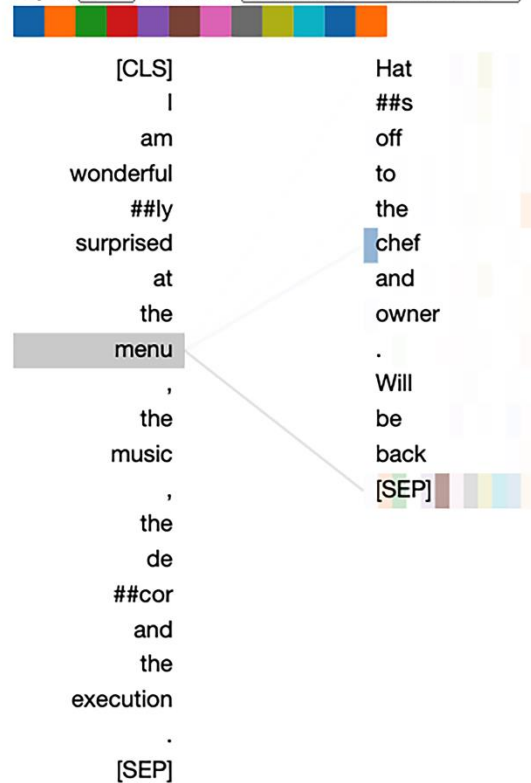 [CLS]
I
am
wonderful
##ly
surprised
at
the
menu
,
the
music
,
the
de
##cor
and
the
execution
.
[SEP]
Hat
##s
off
to
the
chef
and
owner
.
Will
be
back
[SEP]